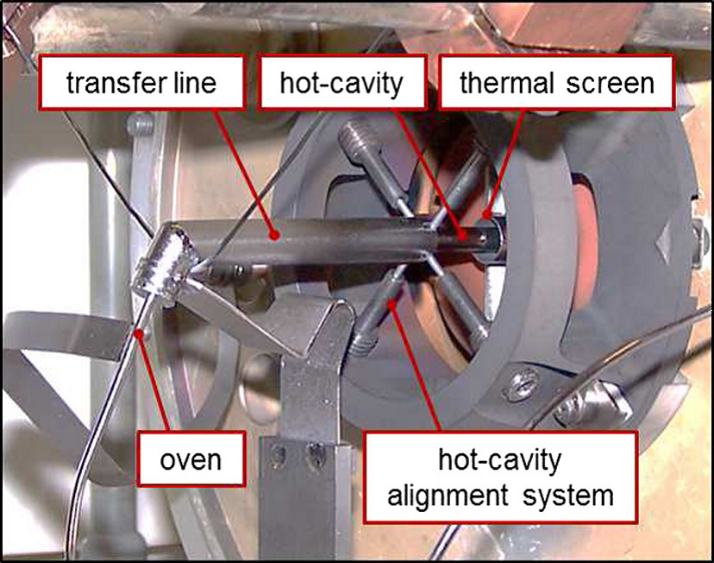 transfer line
hot-cavity
thermal screen
oven
hot-cavity
alignment system